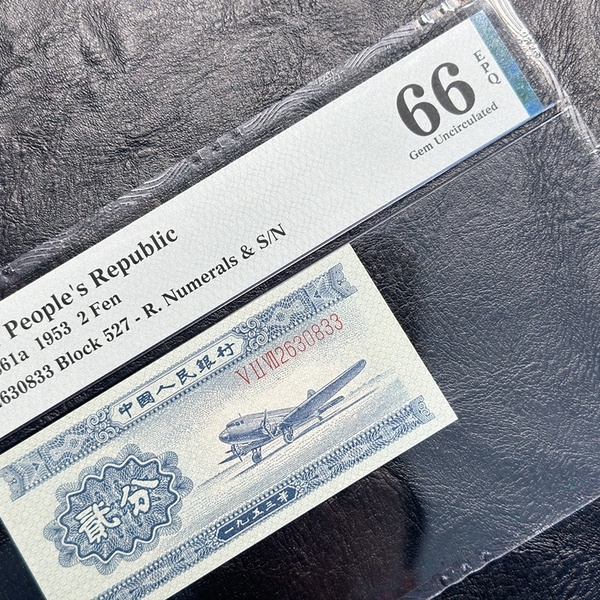 66
EPQ
Gem Uncirculated
People's Republic
61a 1953 2 Fen
630833 Block 527 - R. Numerals & S/N
中國人民銀行
V II VII 2630833
貳分
一九五三年